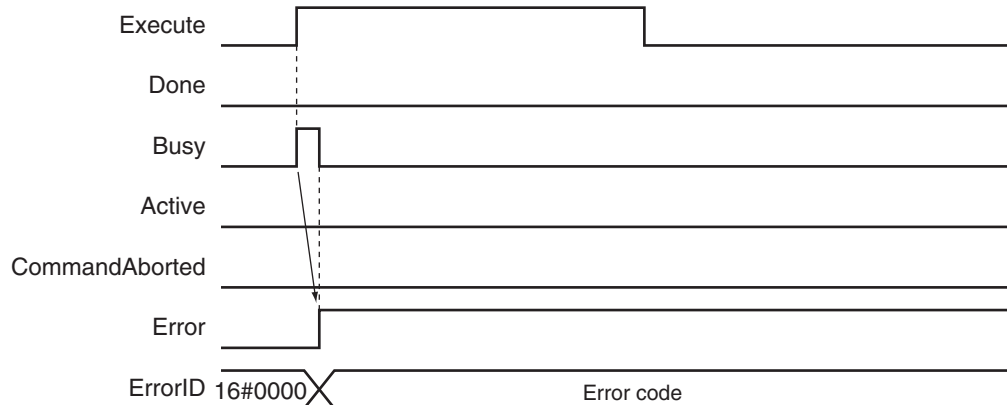 Execute
Done
Busy
Active
CommandAborted
Error
ErrorID 16#0000 Error code